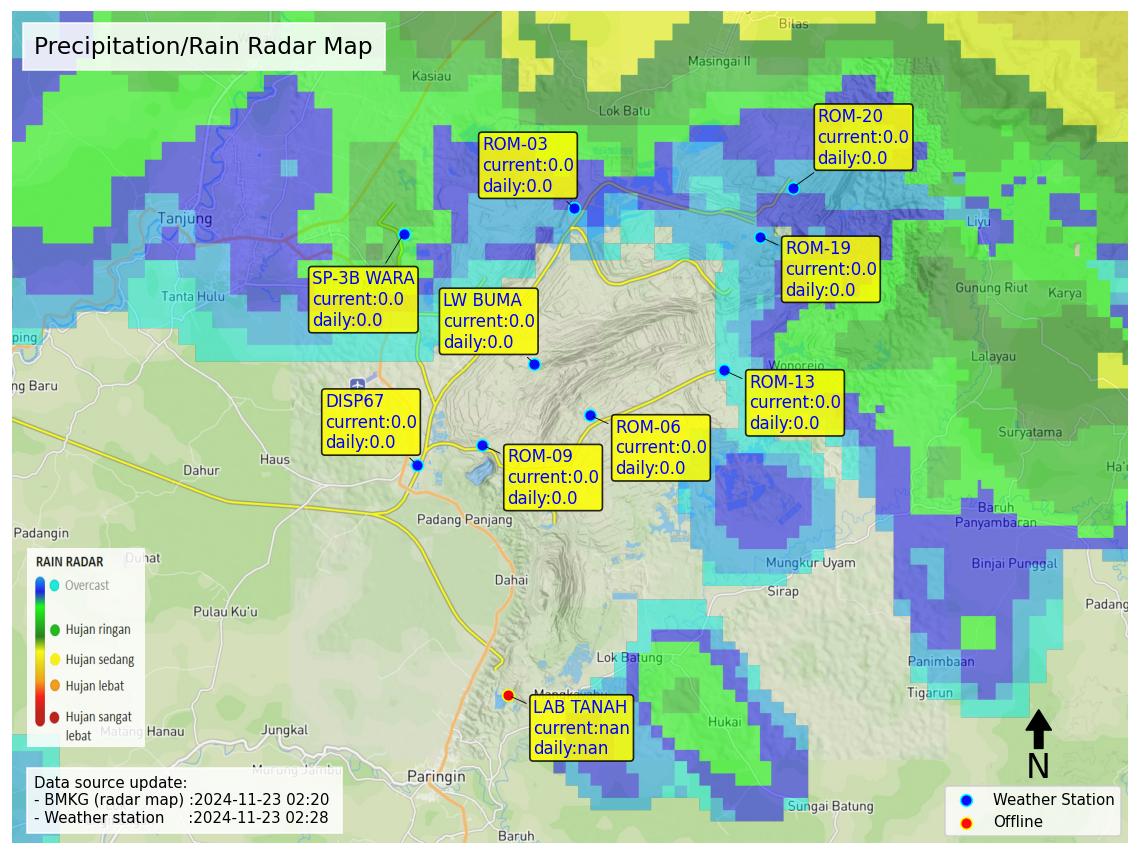 Precipitation/Rain Radar Map
Bilas
Masingai II
Kasiau
Lok Batu
ROM-20
current:0.0
daily:0.0
ROM-03
current:0.0
daily:0.0
Tanjung
Liyu
ROM-19
current:0.0
daily:0.0
SP-3B WARA
current:0.0
daily:0.0
Tanta Hulu
LW BUMA
current:0.0
daily:0.0
Gunung Riut
Karya
ping
Lalayau
Wonorejo
ng Baru
ROM-13
current:0.0
daily:0.0
DISP67
current:0.0
daily:0.0
ROM-06
current:0.0
daily:0.0
Suryatama
ROM-09
current:0.0
daily:0.0
Haus
Dahur
Ha'u
Baruh
Panyambaran
Padang Panjang
Padangin
Duhat
Mungkur Uyam
Binjai Punggal
Dahai
Sirap
Padang
Pulau Ku'u
RAIN RADAR
Overcast
Hujan ringan
Hujan sedang
Hujan lebat
Hujan sangat
lebat
Lok Batung
Panimbaan
Tigarun
LAB TANAH
current:nan
daily:nan
Hukai
Matang Hanau
Jungkal
Murung Jambu
Paringin
N
Data source update:
- BMKG (radar map) :2024-11-23 02:20
- Weather station :2024-11-23 02:28
Sungai Batung
Baruh
Weather Station
Offline